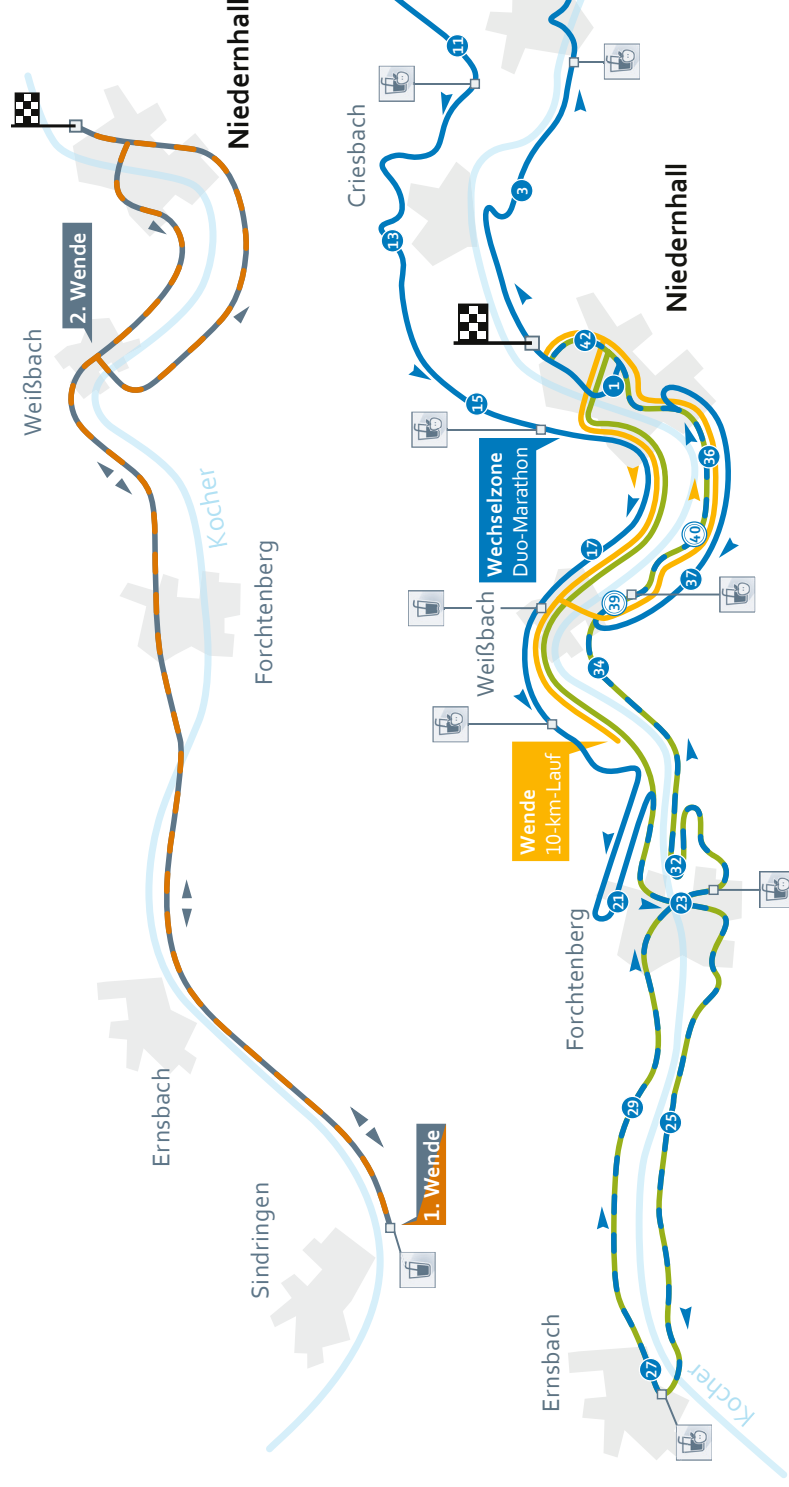 Niedernhall
2. Wende
Weißbach
Kocher
Forchtenberg
Ernsbach
Sindringen
1. Wende
11
Criesbach
3
13
Niedernhall
42
1
15
Wechselzone
Duo-Marathon
36
40
17
37
39
Weißbach
34
Wende
10-km-Lauf
32
21
23
Forchtenberg
29
25
27
Ernsbach
Kocher